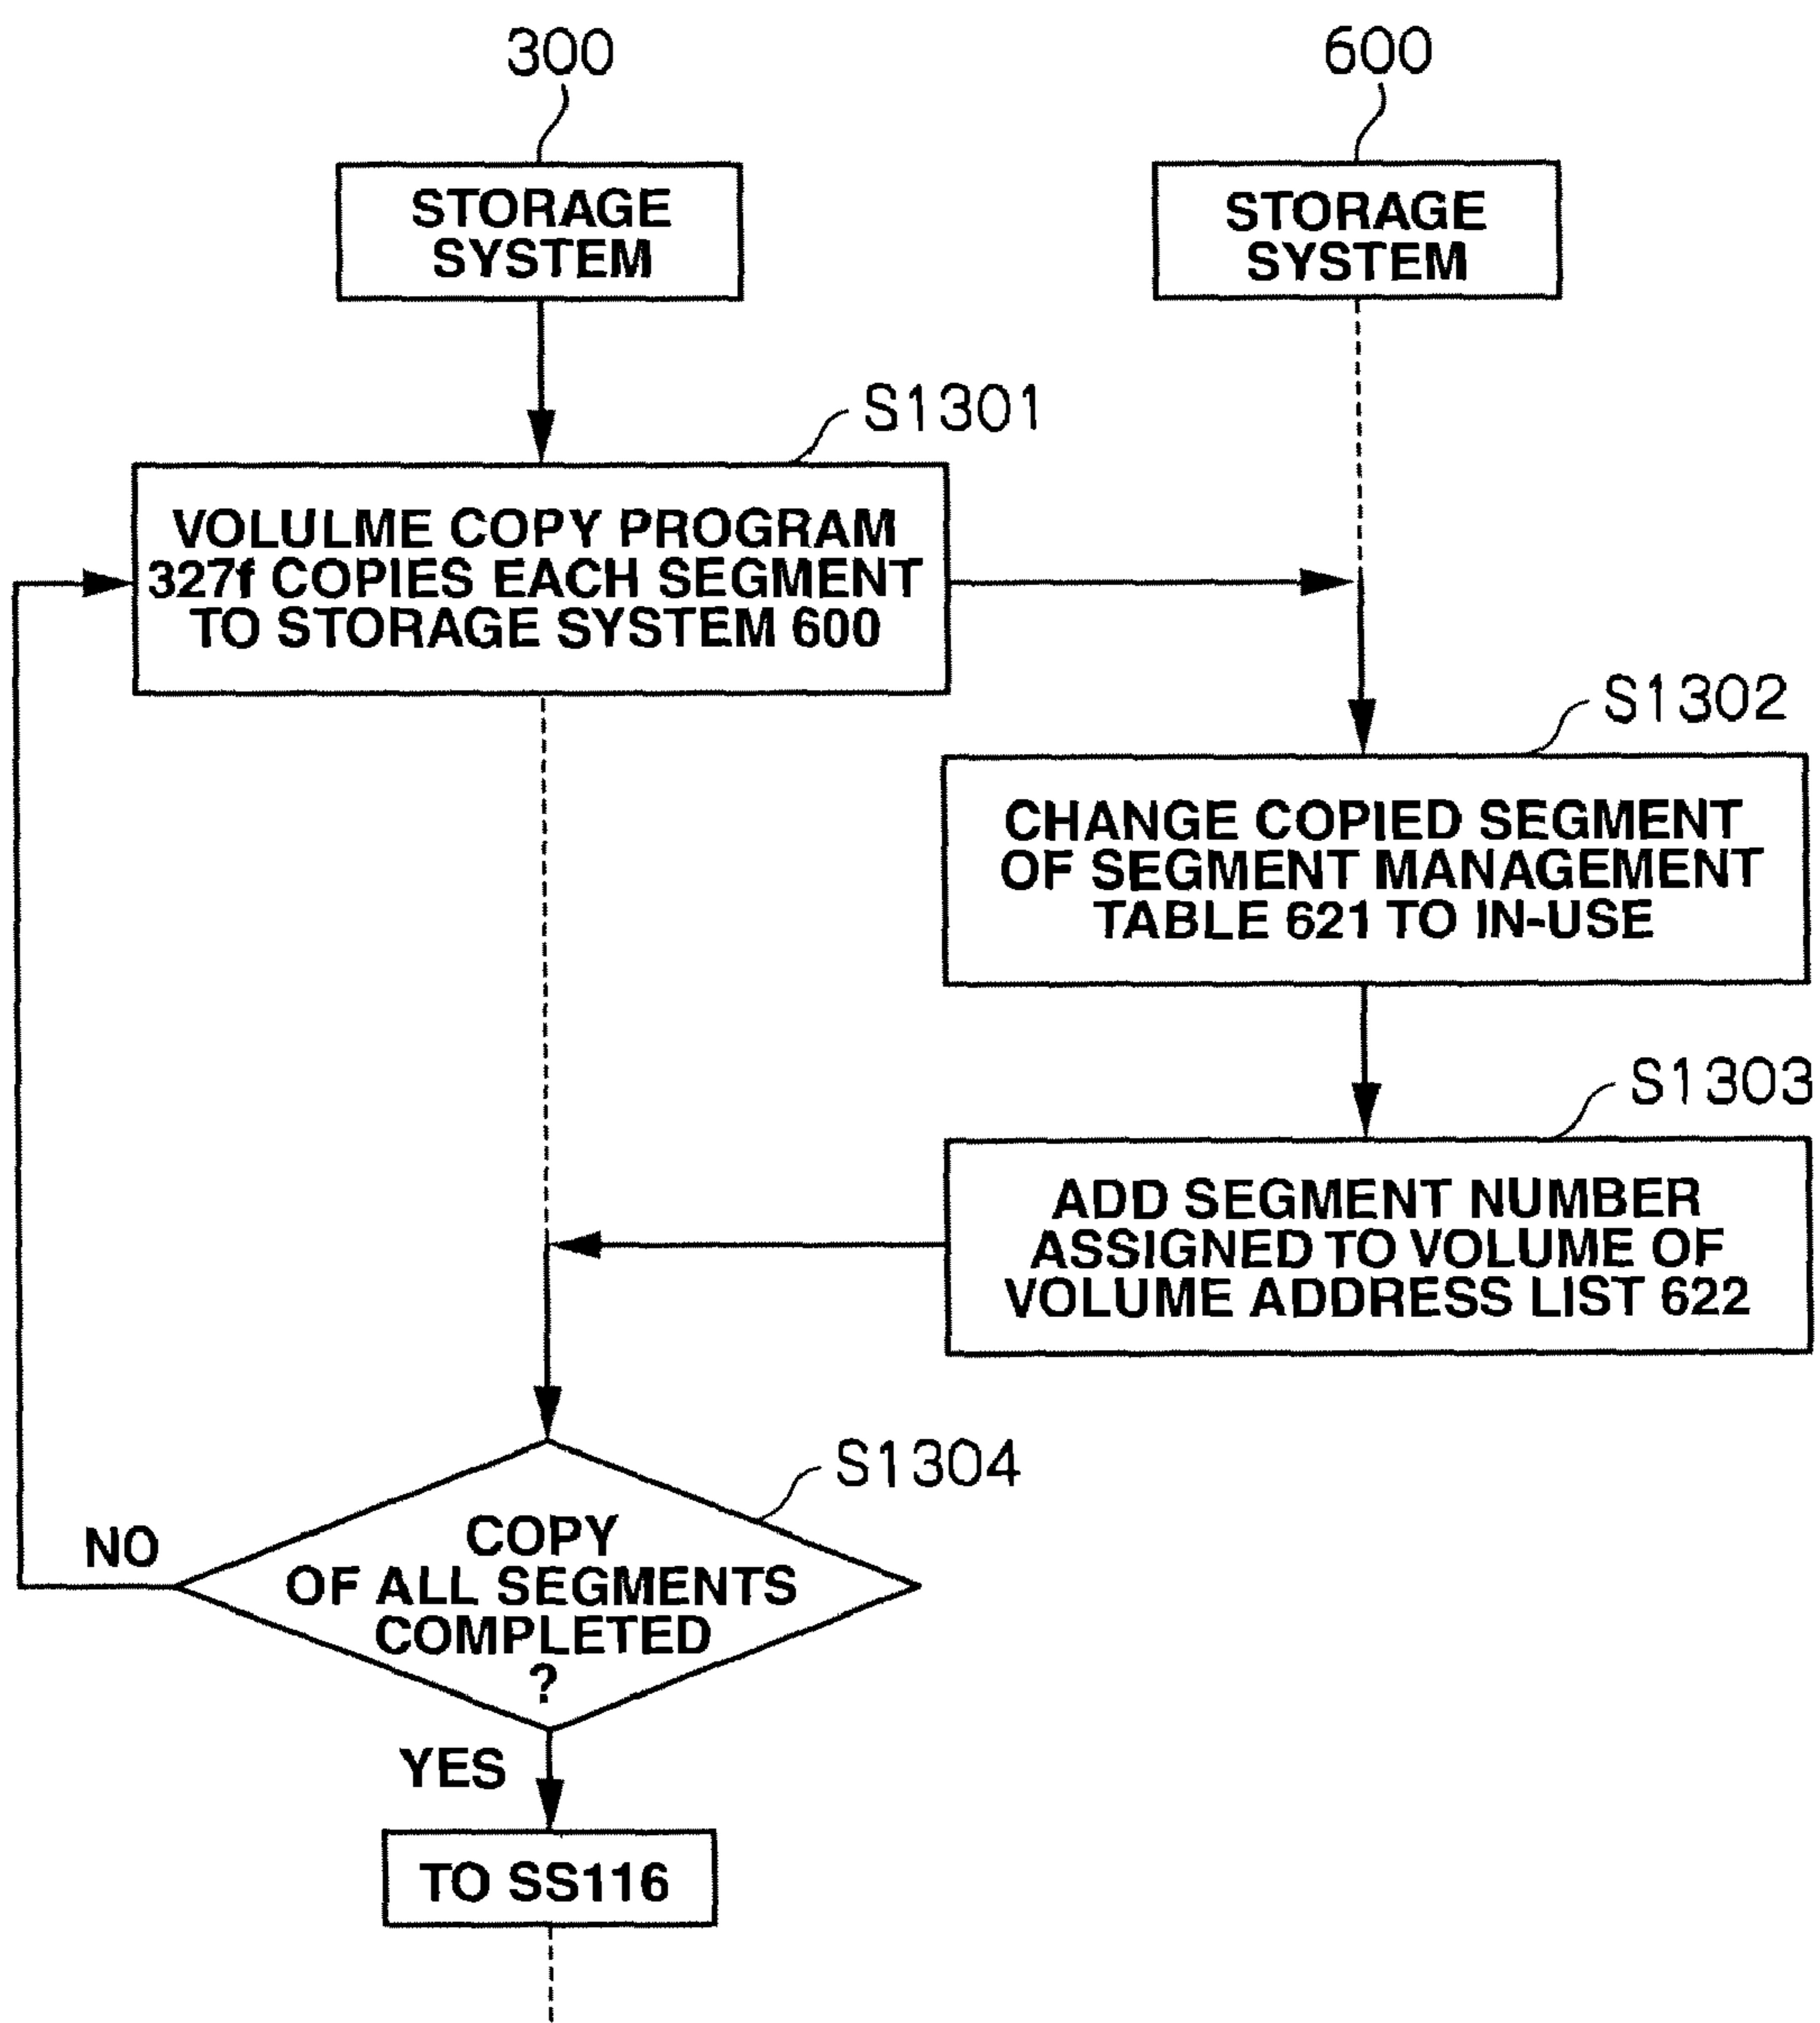 300
600
STORAGE
SYSTEM
STORAGE
SYSTEM
S1301
VOLULME COPY PROGRAM
327f COPIES EACH SEGMENT
TO STORAGE SYSTEM 600
S1302
CHANGE COPIED SEGMENT
OF SEGMENT MANAGEMENT
TABLE 621 TO IN-USE
S1303
ADD SEGMENT NUMBER
ASSIGNED TO VOLUME OF
VOLUME ADDRESS LIST 622
S1304
COPY
OF ALL SEGMENTS
COMPLETED
?
NO
YES
TO SS116